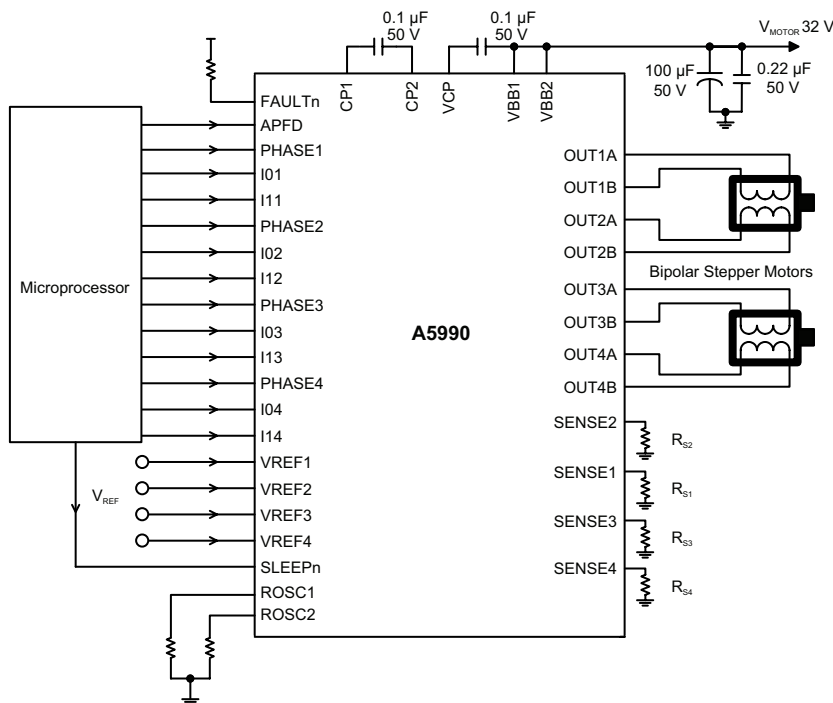 0.1 µF
50 V
0.1 µF
50 V
VMOTOR 32 V
100 µF
50 V
0.22 µF
50 V
CP1
CP2
VCP
VBB1
VBB2
FAULTn
APFD
PHASE1
I01
I11
PHASE2
I02
I12
PHASE3
I03
I13
PHASE4
I04
I14
VREF1
VREF2
VREF3
VREF4
SLEEPn
ROSC1
ROSC2
Microprocessor
VREF
A5990
OUT1A
OUT1B
OUT2A
OUT2B
Bipolar Stepper Motors
OUT3A
OUT3B
OUT4A
OUT4B
SENSE2
RS2
SENSE1
RS1
SENSE3
RS3
SENSE4
RS4